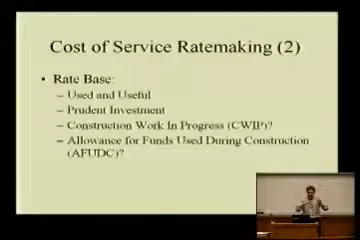 Cost of Service Ratemaking (2)
• Rate Base:
– Used and Useful
– Prudent Investment
– Construction Work In Progress (CWIP)?
– Allowance for Funds Used During Construction
(AFUDC)?